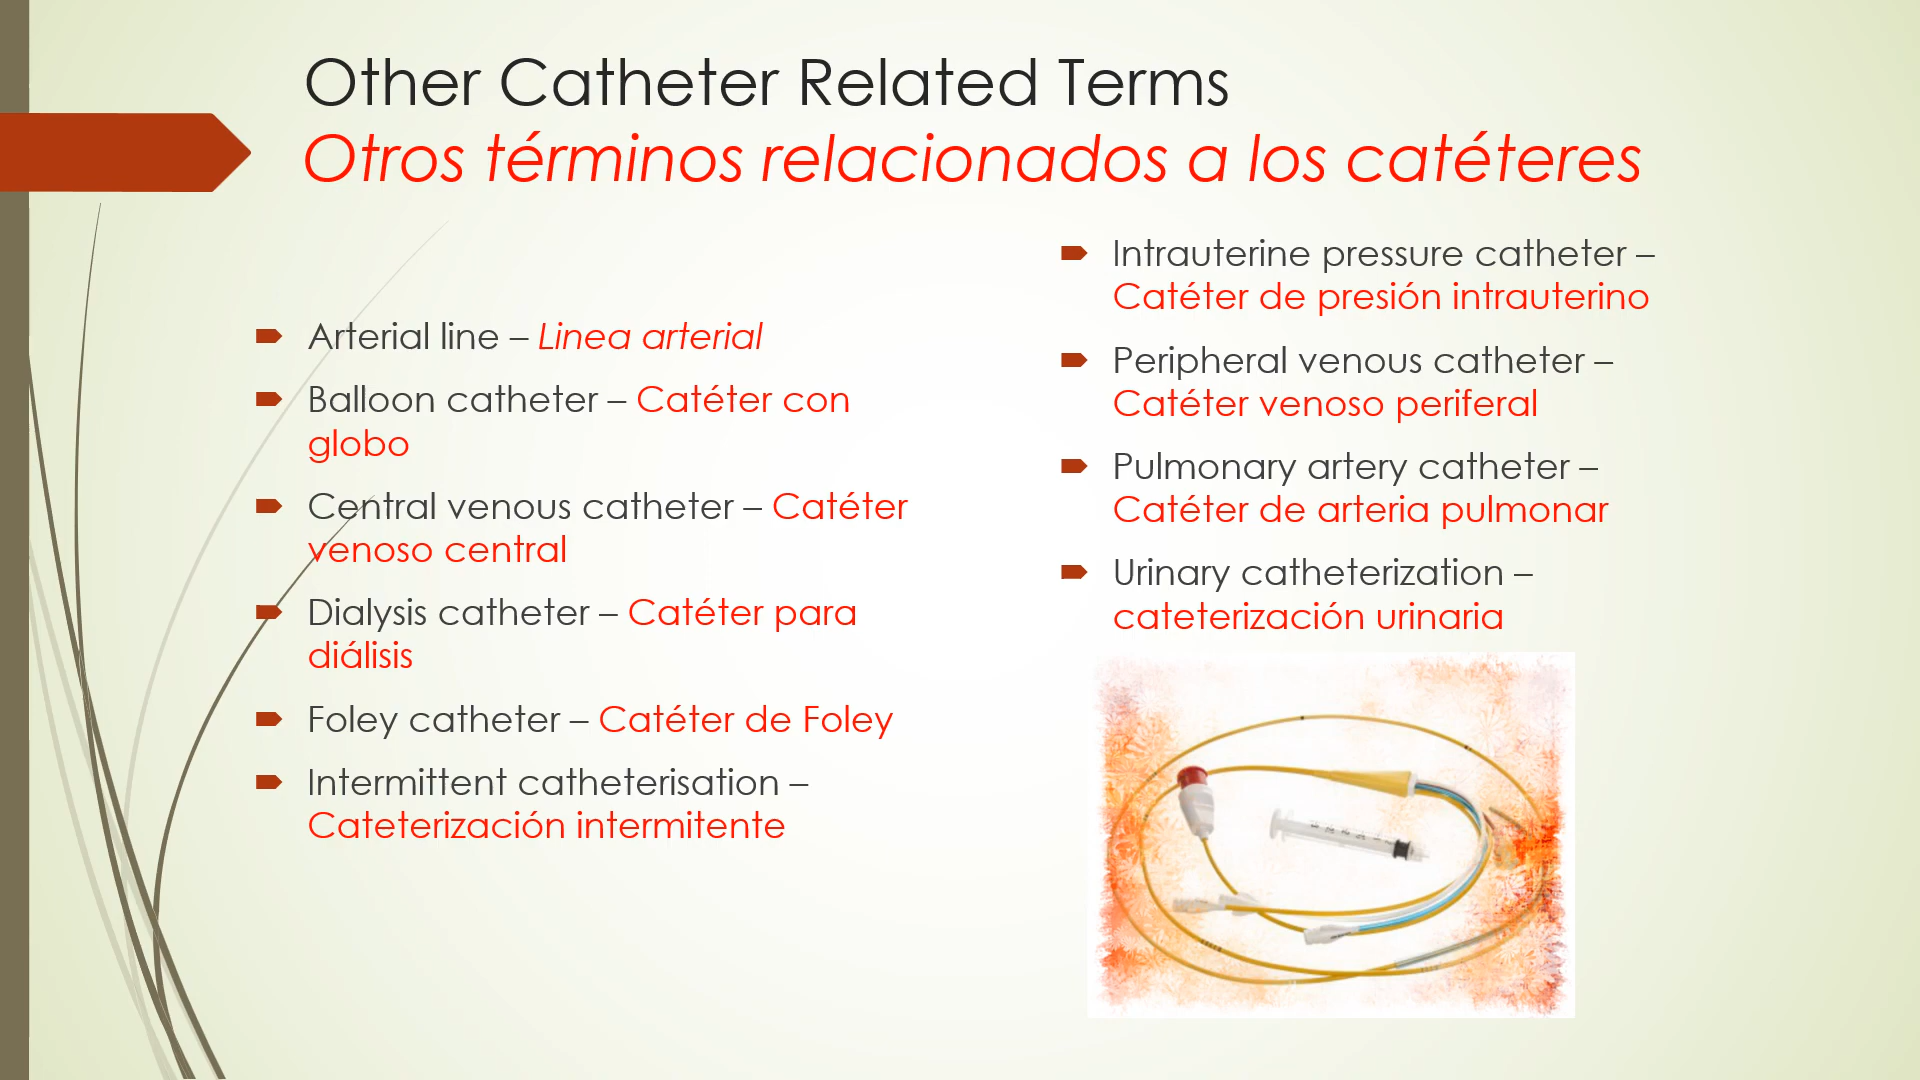 Other Catheter Related Terms
Otros términos relacionados a los catéteres
Arterial line – Linea arterial
Balloon catheter – Catéter con
globo
Central venous catheter – Catéter
venoso central
Dialysis catheter – Catéter para
diálisis
Foley catheter – Catéter de Foley
Intermittent catheterisation –
Cateterización intermitente
Intrauterine pressure catheter –
Catéter de presión intrauterino
Peripheral venous catheter –
Catéter venoso periferal
Pulmonary artery catheter –
Catéter de arteria pulmonar
Urinary catheterization –
cateterización urinaria